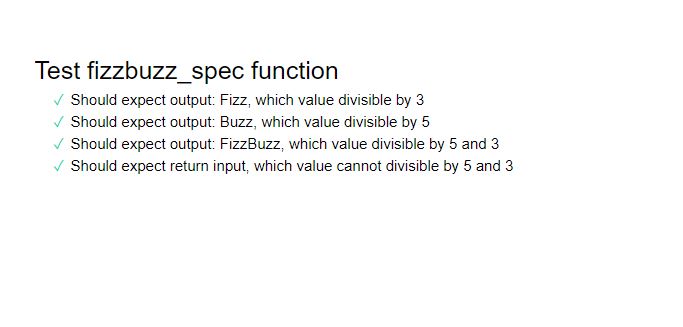 Test fizzbuzz_spec function
✓ Should expect output: Fizz, which value divisible by 3
✓ Should expect output: Buzz, which value divisible by 5
✓ Should expect output: FizzBuzz, which value divisible by 5 and 3
✓ Should expect return input, which value cannot divisible by 5 and 3